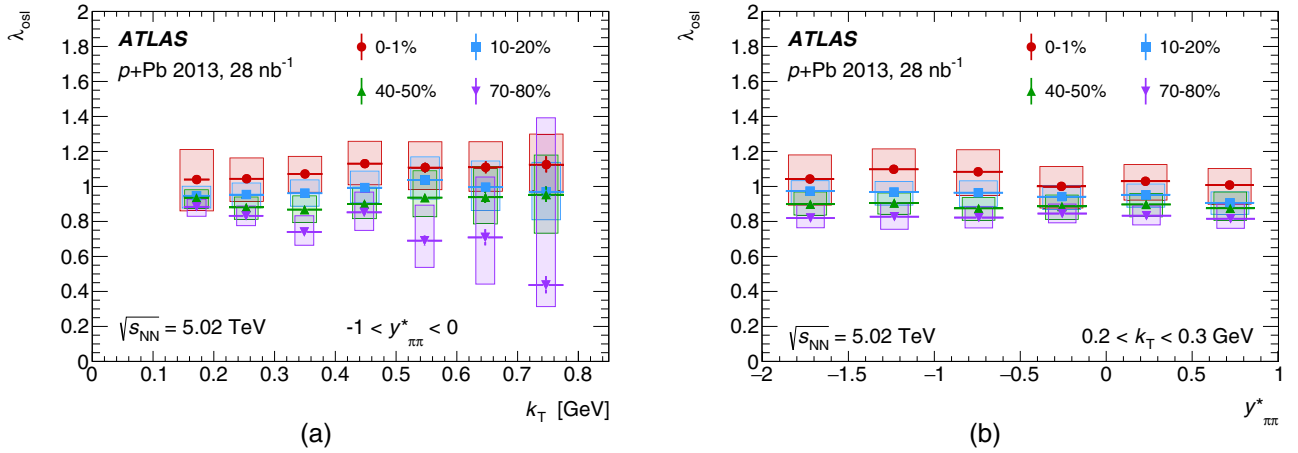 λosl
2
1.8
1.6
1.4
1.2
1
0.8
0.6
0.4
0.2
0
ATLAS
p+Pb 2013, 28 nb-1
0-1% 10-20%
40-50% 70-80%
√sNN = 5.02 TeV -1 < y*ππ < 0
0 0.1 0.2 0.3 0.4 0.5 0.6 0.7 0.8
kT [GeV]
(a)
λosl
2
1.8
1.6
1.4
1.2
1
0.8
0.6
0.4
0.2
0
ATLAS
p+Pb 2013, 28 nb-1
0-1% 10-20%
40-50% 70-80%
√sNN = 5.02 TeV 0.2 < kT < 0.3 GeV
−2 −1.5 −1 −0.5 0 0.5 1
y*ππ
(b)